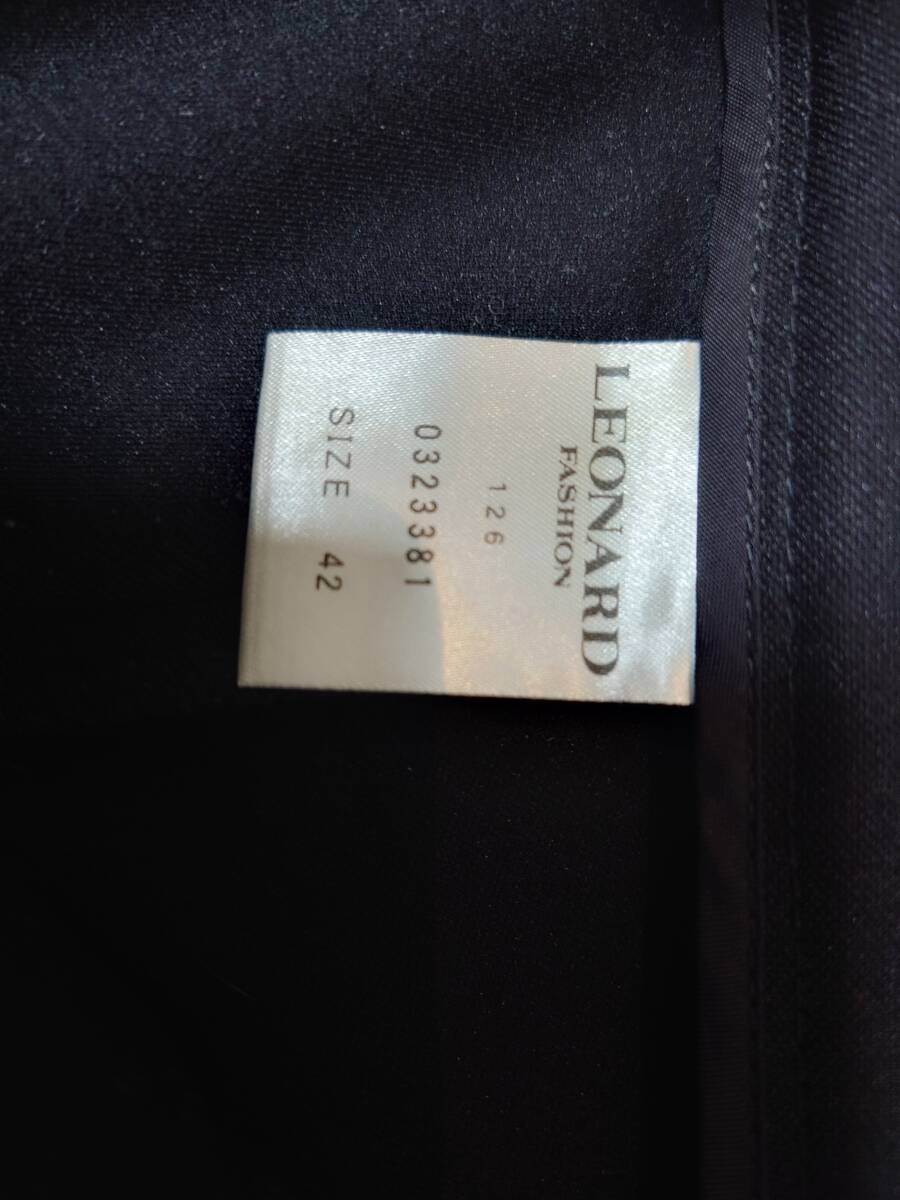 LEONARD
FASHION
126
0323381
SIZE 42